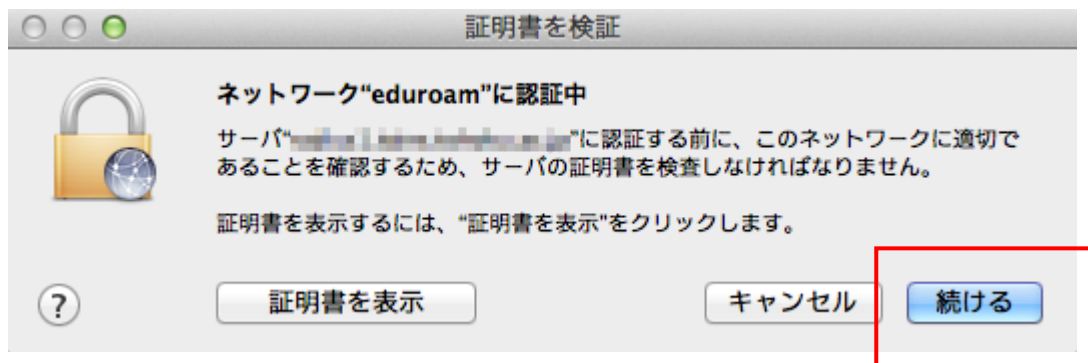 証明書を検証
ネットワーク“eduroam”に認証中
サーバ“ ”に認証する前に、このネットワークに適切で
あることを確認するため、サーバの証明書を検査しなければなりません。
証明書を表示するには、“証明書を表示”をクリックします。
?
証明書を表示
キャンセル
続ける